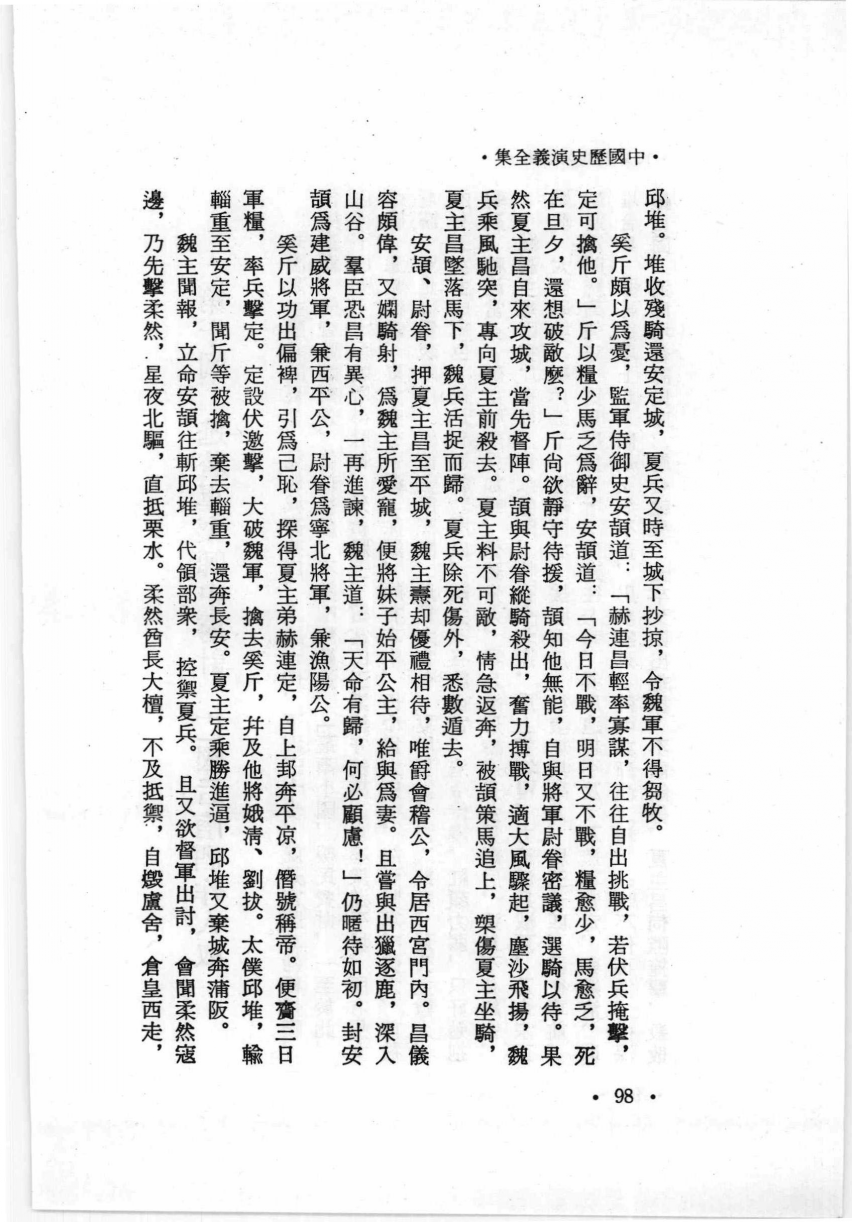 ·中國歷史演義全集·
邱堆。堆收殘騎還安定城，夏兵又時至城下抄掠，令魏軍不得芻牧。
奚斤頗以爲憂，監軍侍御史安頡道：「赫連昌輕率寡謀，往往自出挑戰，若伏兵掩擊，
定可擒他。」斤以糧少馬乏爲辭，安頡道：「今日不戰，明日又不戰，糧愈少，馬愈乏，死
在旦夕，還想破敵麽？」斤尙欲靜守待援，頡知他無能，自與將軍尉眷密議，選騎以待。果
然夏主昌自來攻城，當先督陣。頡與尉眷縱騎殺出，奮力搏戰，適大風驟起，塵沙飛揚，魏
兵乘風馳突，專向夏主前殺去。夏主料不可敵，情急返奔，被頡策馬追上，槊傷夏主坐騎，
夏主昌墜落馬下，魏兵活捉而歸。夏兵除死傷外，悉數遁去。
安頡、尉眷，押夏主昌至平城，魏主燾却優禮相待，唯爵會稽公，令居西宮門內。昌儀
容頗偉，又嫻騎射，爲魏主所愛寵，便將妹子始平公主，給與爲妻。且嘗與出獵逐鹿，深入
山谷。羣臣恐昌有異心，一再進諫，魏主道：「天命有歸，何必顧慮！」仍暱待如初。封安
頡爲建威將軍，兼西平公，尉眷爲寧北將軍，兼漁陽公。
奚斤以功出偏裨，引爲己恥，探得夏主弟赫連定，自上邽奔平凉，僭號稱帝。便齎三日
軍糧，率兵擊定。定設伏邀擊，大破魏軍，擒去奚斤，幷及他將娥淸、劉拔。太僕邱堆，輸
輜重至安定，聞斤等被擒，棄去輜重，還奔長安。夏主定乘勝進逼，邱堆又棄城奔蒲阪。
魏主聞報，立命安頡往斬邱堆，代領部衆，控禦夏兵。且又欲督軍出討，會聞柔然寇
邊，乃先擊柔然，星夜北驅，直抵栗水。柔然酋長大檀，不及抵禦，自燬廬舍，倉皇西走，
·98·